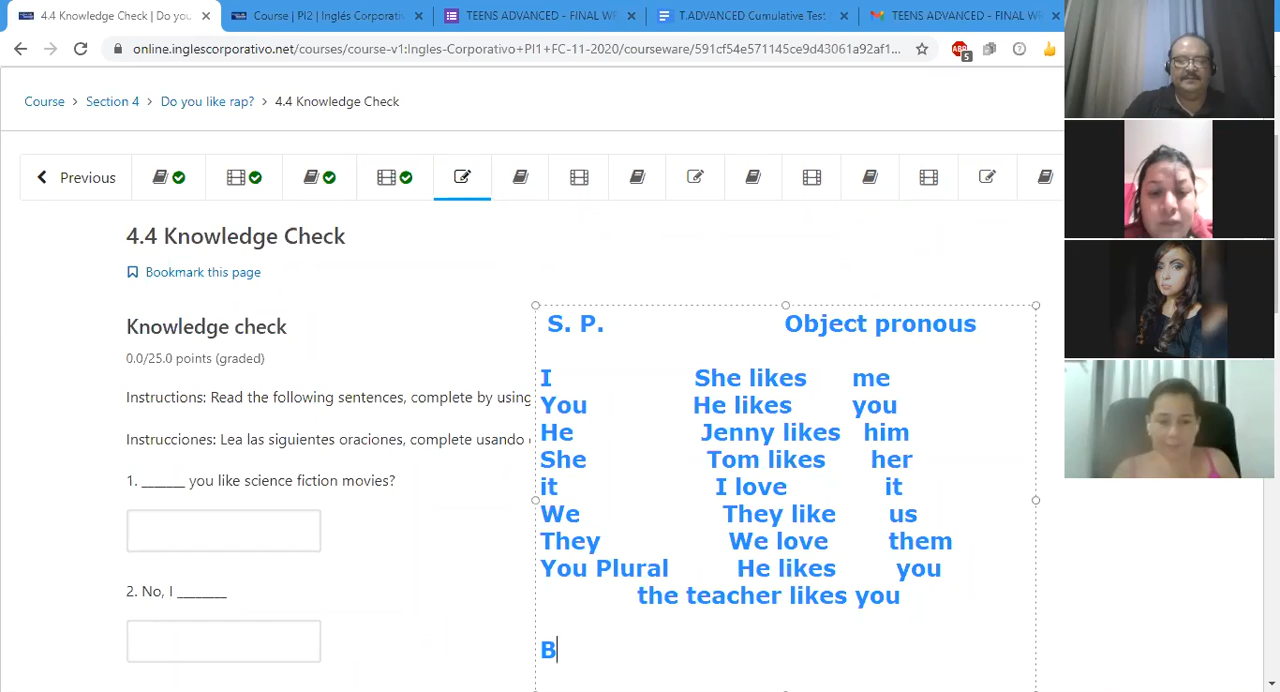 4.4 Knowledge Check | Do you
Course | PI2 | Inglés Corporativ
TEENS ADVANCED - FINAL WR
T.ADVANCED Cumulative Test
TEENS ADVANCED - FINAL W
online.inglescorporativo.net/courses/course-v1:Ingles-Corporativo+PI1+FC-11-2020/courseware/591cf54e571145ce9d43061a92af1...
ABP
5
Course > Section 4 > Do you like rap? > 4.4 Knowledge Check
Previous
4.4 Knowledge Check
Bookmark this page
Knowledge check
0.0/25.0 points (graded)
Instructions: Read the following sentences, complete by using
Instrucciones: Lea las siguientes oraciones, complete usando
1. ______ you like science fiction movies?
2. No, I _______
S. P. Object pronous
I She likes me
You He likes you
He Jenny likes him
She Tom likes her
it I love it
We They like us
They We love them
You Plural He likes you
the teacher likes you
B